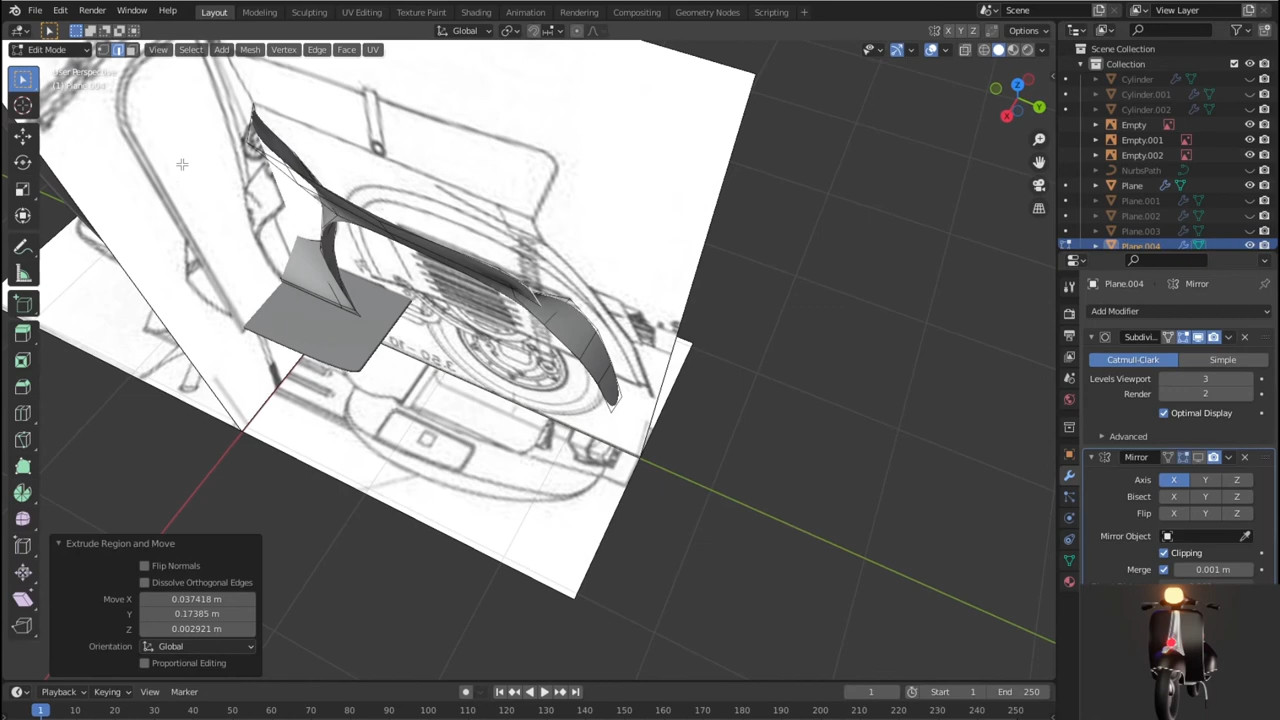 File Edit Render Window Help Layout Modeling Sculpting UV Editing Texture Paint Shading Animation Rendering Compositing Geometry Nodes Scripting + Scene View Layer
Global Options
Edit Mode View Select Add Mesh Vertex Edge Face UV
User Perspective
(1) Plane.004
Z
Y
X
Scene Collection
Collection
Cylinder
Cylinder.001
Cylinder.002
Empty
Empty.001
Empty.002
NurbsPath
Plane
Plane.001
Plane.002
Plane.003
Plane.004
Plane.004 Mirror
Add Modifier
Subdivi..
Catmull-Clark Simple
Levels Viewport 3
Render 2
Optimal Display
Advanced
Mirror
Axis X Y Z
Bisect X Y Z
Flip X Y Z
Mirror Object
Clipping
Merge 0.001 m
Extrude Region and Move
Flip Normals
Dissolve Orthogonal Edges
Move X 0.037418 m
Y 0.17385 m
Z 0.002921 m
Orientation Global
Proportional Editing
Playback Keying View Marker 1 Start 1 End 250
1 10 20 30 40 50 60 70 80 90 100 110 120 130 140 150 160 170 180 190 200 210 220 230 240 250